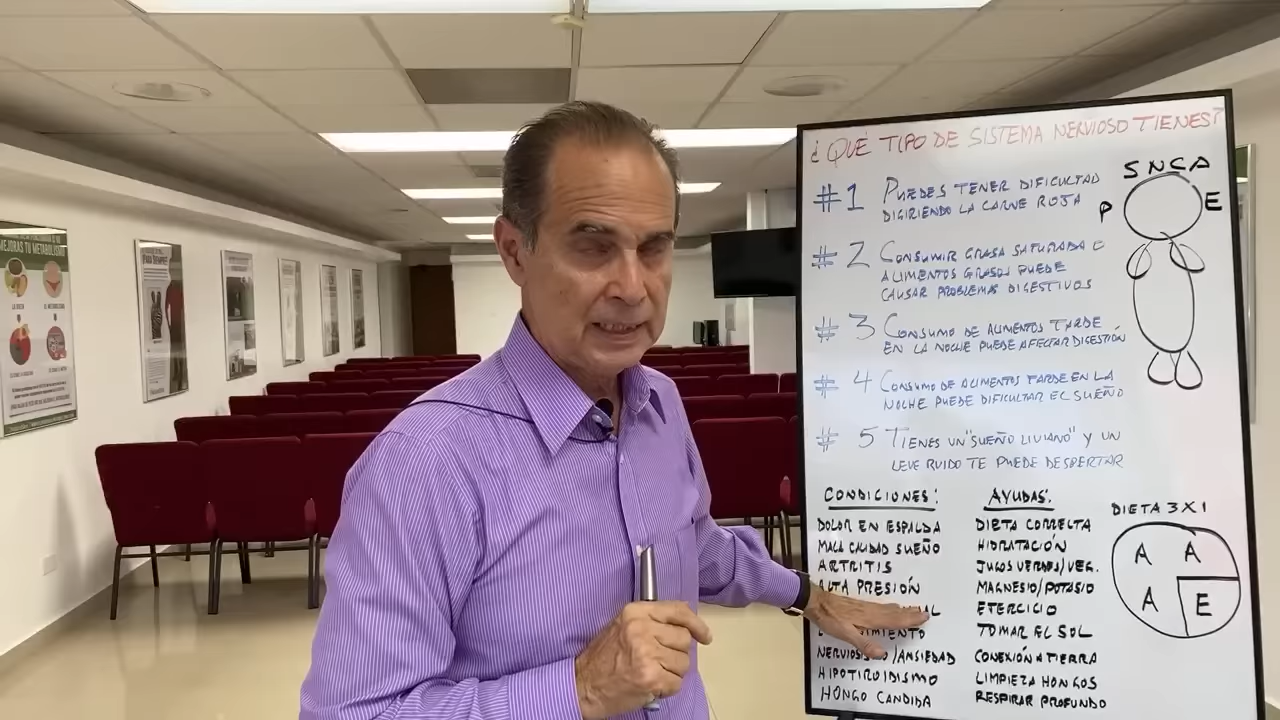 MEJORAS TU METABOLISMO
¿QUÉ TIPO DE SISTEMA NERVIOSO TIENES?
#1 PUEDES TENER DIFICULTAD
DIGIRIENDO LA CARNE ROJA
#2 CONSUMIR GRASA SATURADA O
ALIMENTOS GRASOS PUEDE
CAUSAR PROBLEMAS DIGESTIVOS
#3 CONSUMO DE ALIMENTOS TARDE
EN LA NOCHE PUEDE AFECTAR DIGESTIÓN
#4 CONSUMO DE ALIMENTOS TARDE EN LA
NOCHE PUEDE DIFICULTAR EL SUEÑO
#5 TIENES UN "SUEÑO LIVIANO" Y UN
LEVE RUIDO TE PUEDE DESPERTAR
SNCA
P E
CONDICIONES:
DOLOR EN ESPALDA
MALA CALIDAD SUEÑO
ARTRITIS
ALTA PRESIÓN
NERVIOSISMO/ANSIEDAD
HIPOTIROIDISMO
HONGO CANDIDA
AYUDAS:
DIETA CORRECTA
HIDRATACIÓN
JUGOS VERDES/VEG.
MAGNESIO/POTASIO
EJERCICIO
TOMAR EL SOL
CONEXIÓN A TIERRA
LIMPIEZA HONGOS
RESPIRAR PROFUNDO
DIETA 3X1
A A
A E